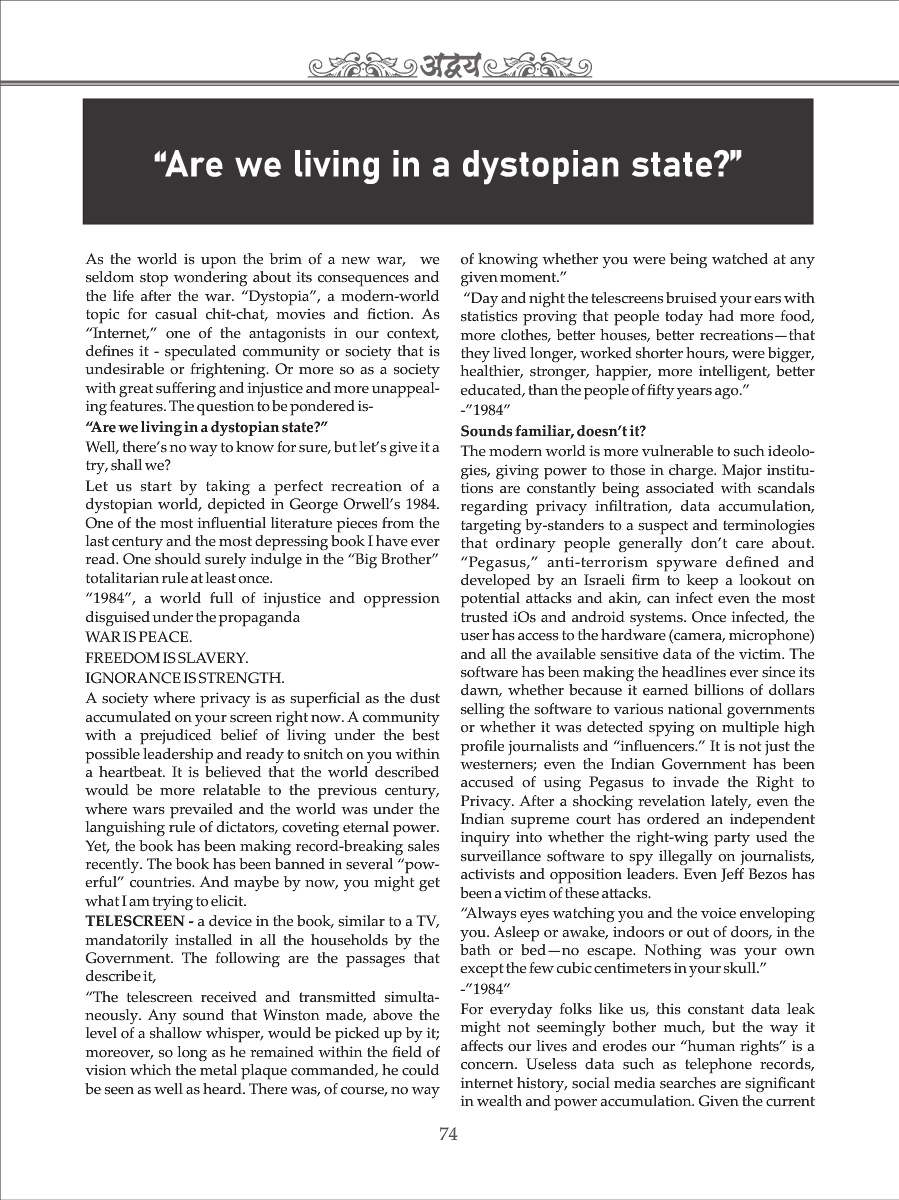 अद्वय
“Are we living in a dystopian state?”
As the world is upon the brim of a new war, we
seldom stop wondering about its consequences and
the life after the war. “Dystopia”, a modern-world
topic for casual chit-chat, movies and fiction. As
“Internet,” one of the antagonists in our context,
defines it - speculated community or society that is
undesirable or frightening. Or more so as a society
with great suffering and injustice and more unappeal-
ing features. The question to be pondered is-
“Are we living in a dystopian state?”
Well, there’s no way to know for sure, but let’s give it a
try, shall we?
Let us start by taking a perfect recreation of a
dystopian world, depicted in George Orwell’s 1984.
One of the most influential literature pieces from the
last century and the most depressing book I have ever
read. One should surely indulge in the “Big Brother”
totalitarian rule at least once.
“1984”, a world full of injustice and oppression
disguised under the propaganda
WAR IS PEACE.
FREEDOM IS SLAVERY.
IGNORANCE IS STRENGTH.
A society where privacy is as superficial as the dust
accumulated on your screen right now. A community
with a prejudiced belief of living under the best
possible leadership and ready to snitch on you within
a heartbeat. It is believed that the world described
would be more relatable to the previous century,
where wars prevailed and the world was under the
languishing rule of dictators, coveting eternal power.
Yet, the book has been making record-breaking sales
recently. The book has been banned in several “pow-
erful” countries. And maybe by now, you might get
what I am trying to elicit.
TELESCREEN - a device in the book, similar to a TV,
mandatorily installed in all the households by the
Government. The following are the passages that
describe it,
“The telescreen received and transmitted simulta-
neously. Any sound that Winston made, above the
level of a shallow whisper, would be picked up by it;
moreover, so long as he remained within the field of
vision which the metal plaque commanded, he could
be seen as well as heard. There was, of course, no way
of knowing whether you were being watched at any
given moment.”
“Day and night the telescreens bruised your ears with
statistics proving that people today had more food,
more clothes, better houses, better recreations—that
they lived longer, worked shorter hours, were bigger,
healthier, stronger, happier, more intelligent, better
educated, than the people of fifty years ago.”
-”1984”
Sounds familiar, doesn’t it?
The modern world is more vulnerable to such ideolo-
gies, giving power to those in charge. Major institu-
tions are constantly being associated with scandals
regarding privacy infiltration, data accumulation,
targeting by-standers to a suspect and terminologies
that ordinary people generally don’t care about.
“Pegasus,” anti-terrorism spyware defined and
developed by an Israeli firm to keep a lookout on
potential attacks and akin, can infect even the most
trusted iOs and android systems. Once infected, the
user has access to the hardware (camera, microphone)
and all the available sensitive data of the victim. The
software has been making the headlines ever since its
dawn, whether because it earned billions of dollars
selling the software to various national governments
or whether it was detected spying on multiple high
profile journalists and “influencers.” It is not just the
westerners; even the Indian Government has been
accused of using Pegasus to invade the Right to
Privacy. After a shocking revelation lately, even the
Indian supreme court has ordered an independent
inquiry into whether the right-wing party used the
surveillance software to spy illegally on journalists,
activists and opposition leaders. Even Jeff Bezos has
been a victim of these attacks.
“Always eyes watching you and the voice enveloping
you. Asleep or awake, indoors or out of doors, in the
bath or bed—no escape. Nothing was your own
except the few cubic centimeters in your skull.”
-”1984”
For everyday folks like us, this constant data leak
might not seemingly bother much, but the way it
affects our lives and erodes our “human rights” is a
concern. Useless data such as telephone records,
internet history, social media searches are significant
in wealth and power accumulation. Given the current
74